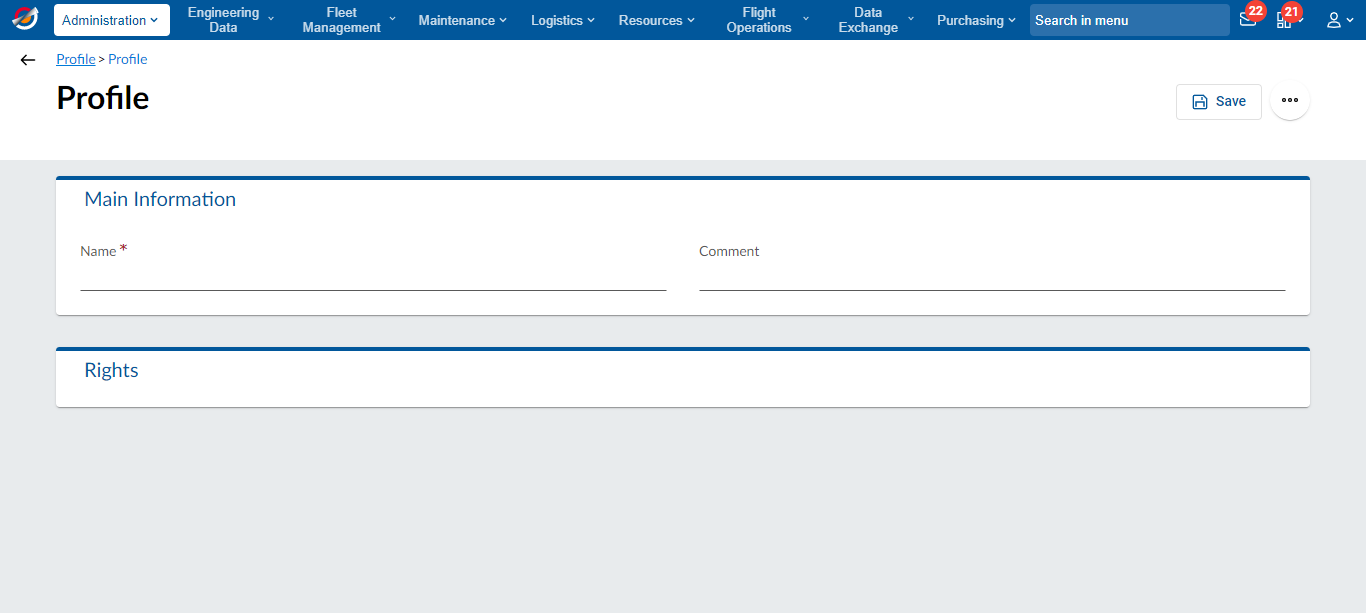 Administration
Engineering
Data
Fleet
Management
Maintenance
Logistics
Resources
Flight
Operations
Data
Exchange
Purchasing
Search in menu
22
21
Profile > Profile
Profile
Save
Main Information
Name *
Comment
Rights